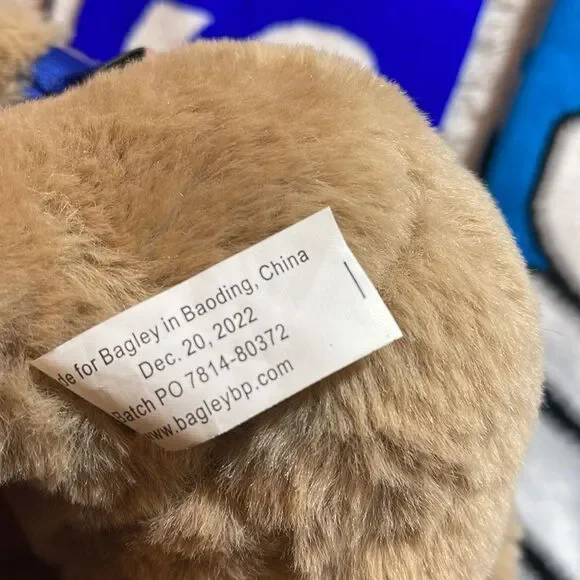 de for Bagley in Baoding, China
Dec. 20, 2022
Batch PO 7814-80372
www.bagleybp.com